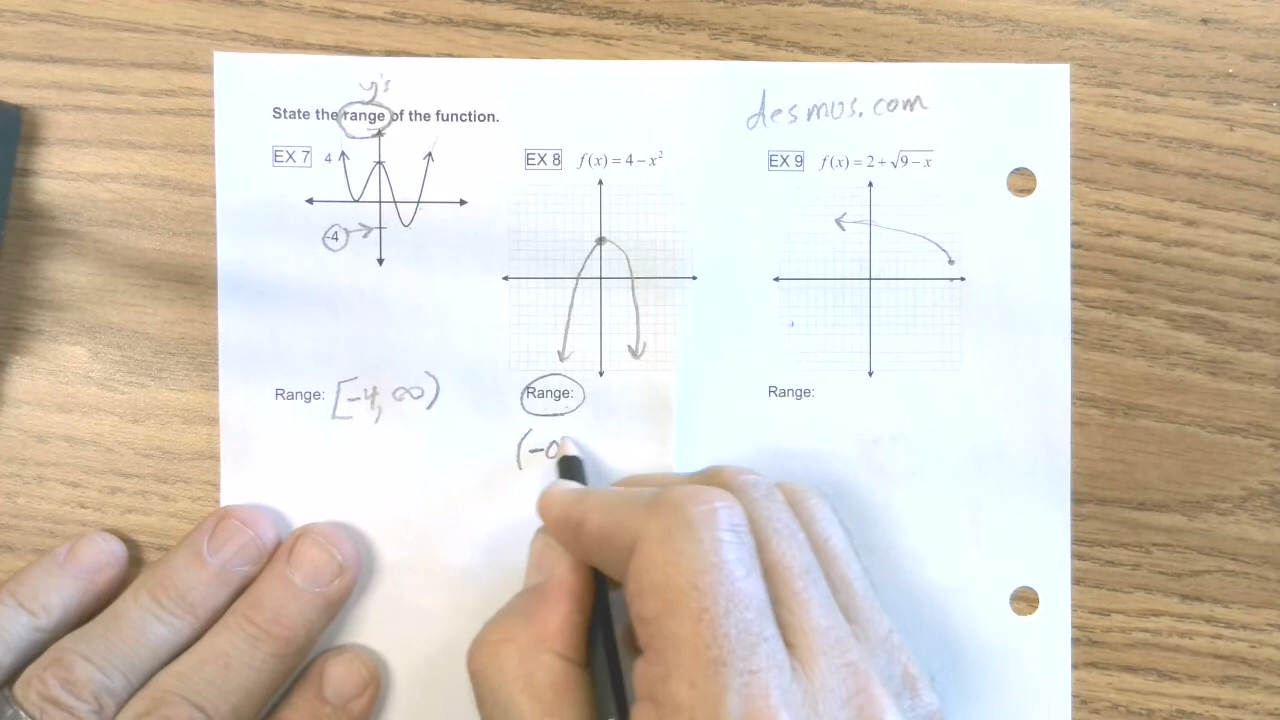 y's
desmos.com
State the range of the function.
EX 7
4
-4
Range: [-4, ∞)
EX 8 f(x) = 4 – x²
Range:
(-∞
EX 9 f(x) = 2 + √(9 – x)
Range: